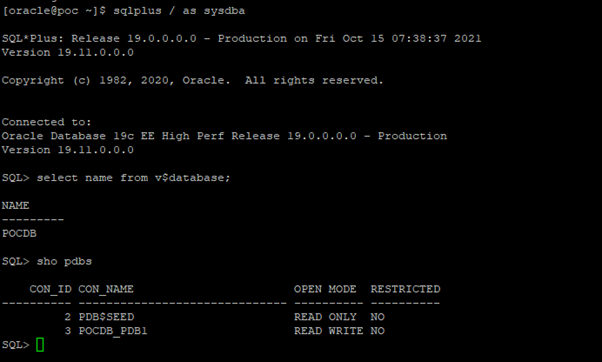 [oracle@poc ~]$ sqlplus / as sysdba
SQL*Plus: Release 19.0.0.0.0 - Production on Fri Oct 15 07:38:37 2021
Version 19.11.0.0.0
Copyright (c) 1982, 2020, Oracle.  All rights reserved.
Connected to:
Oracle Database 19c EE High Perf Release 19.0.0.0.0 - Production
Version 19.11.0.0.0
SQL> select name from v$database;
NAME
---------
POCDB
SQL> sho pdbs
    CON_ID CON_NAME                       OPEN MODE  RESTRICTED
---------- ------------------------------ ---------- ----------
         2 PDB$SEED                       READ ONLY  NO
         3 POCDB_PDB1                     READ WRITE NO
SQL>